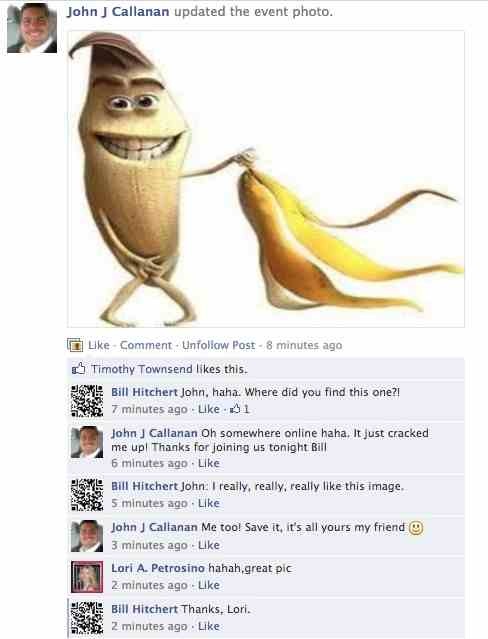 John J Callanan updated the event photo.
Like · Comment · Unfollow Post · 8 minutes ago
Timothy Townsend likes this.
Bill Hitchert John, haha. Where did you find this one?!
7 minutes ago · Like · 1
John J Callanan Oh somewhere online haha. It just cracked
me up! Thanks for joining us tonight Bill
6 minutes ago · Like
Bill Hitchert John: I really, really, really like this image.
5 minutes ago · Like
John J Callanan Me too! Save it, it's all yours my friend
3 minutes ago · Like
Lori A. Petrosino hahah,great pic
2 minutes ago · Like
Bill Hitchert Thanks, Lori.
2 minutes ago · Like